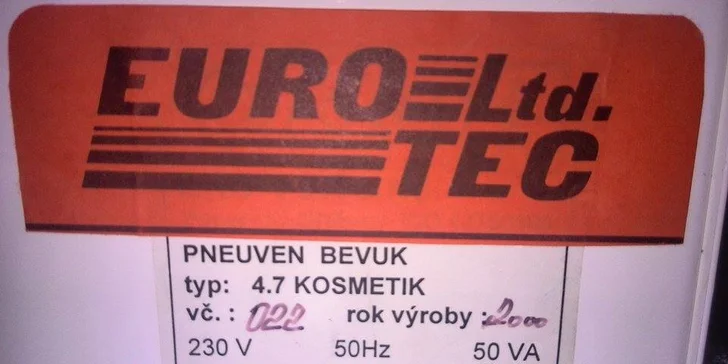 EURO Ltd.
TEC
PNEUVEN BEVUK
typ: 4.7 KOSMETIK
vč. : 022 rok výroby : 2000
230 V 50Hz 50 VA